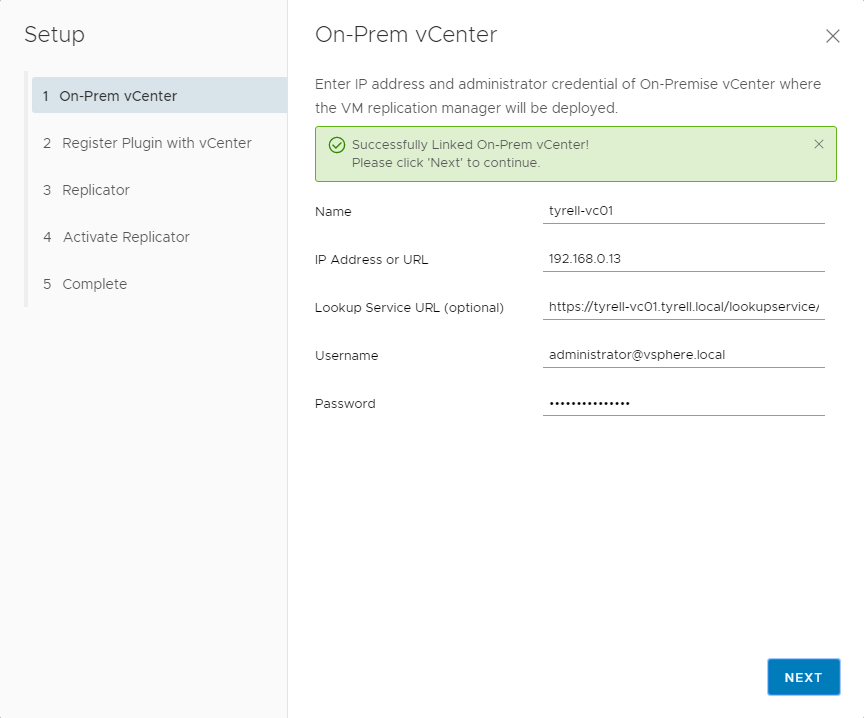 Setup
1 On-Prem vCenter
2 Register Plugin with vCenter
3 Replicator
4 Activate Replicator
5 Complete
On-Prem vCenter
Enter IP address and administrator credential of On-Premise vCenter where
the VM replication manager will be deployed.
Successfully Linked On-Prem vCenter!
Please click 'Next' to continue.
Name tyrell-vc01
IP Address or URL 192.168.0.13
Lookup Service URL (optional) https://tyrell-vc01.tyrell.local/lookupservice/
Username administrator@vsphere.local
Password •••••••••••••••
NEXT